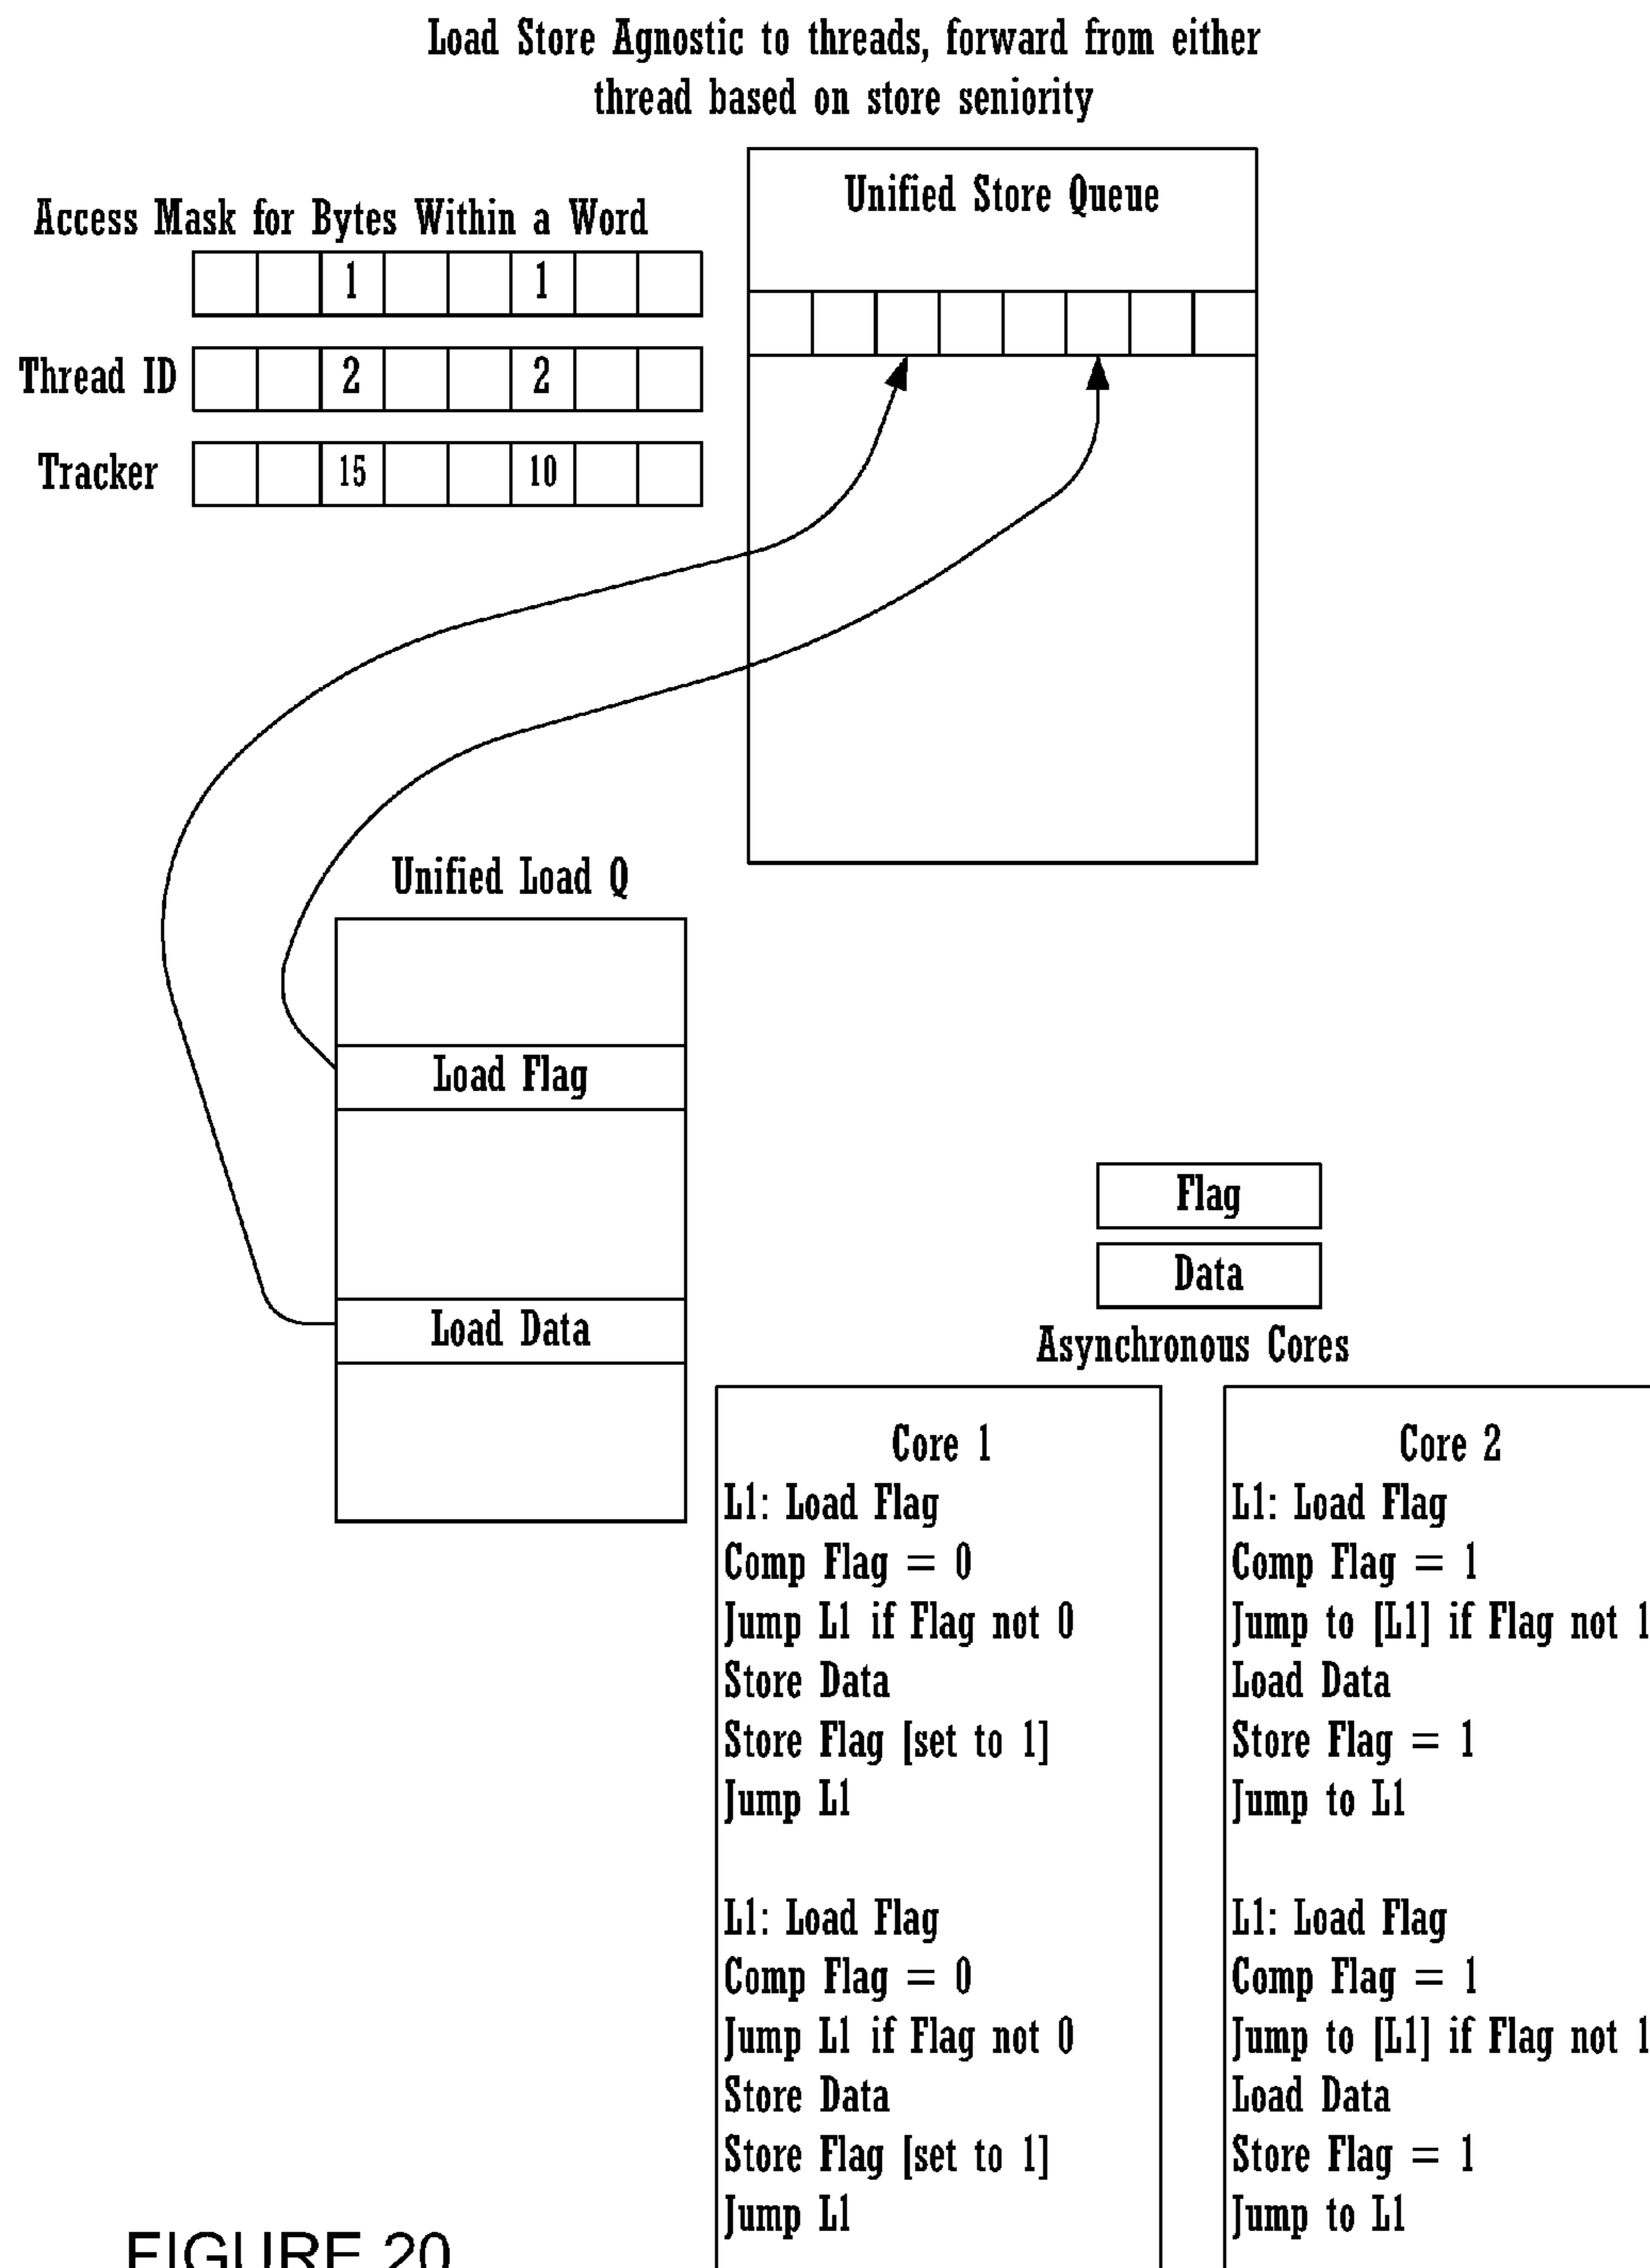 Load Store Agnostic to threads, forward from either
thread based on store seniority
Unified Store Queue
Access Mask for Bytes Within a Word
1 1
Thread ID 2 2
Tracker 15 10
Unified Load Q
Load Flag
Load Data
Flag
Data
Asynchronous Cores
Core 1
L1: Load Flag
Comp Flag = 0
Jump L1 if Flag not 0
Store Data
Store Flag [set to 1]
Jump L1
L1: Load Flag
Comp Flag = 0
Jump L1 if Flag not 0
Store Data
Store Flag [set to 1]
Jump L1
Core 2
L1: Load Flag
Comp Flag = 1
Jump to [L1] if Flag not 1
Load Data
Store Flag = 1
Jump to L1
L1: Load Flag
Comp Flag = 1
Jump to [L1] if Flag not 1
Load Data
Store Flag = 1
Jump to L1
FIGURE 20